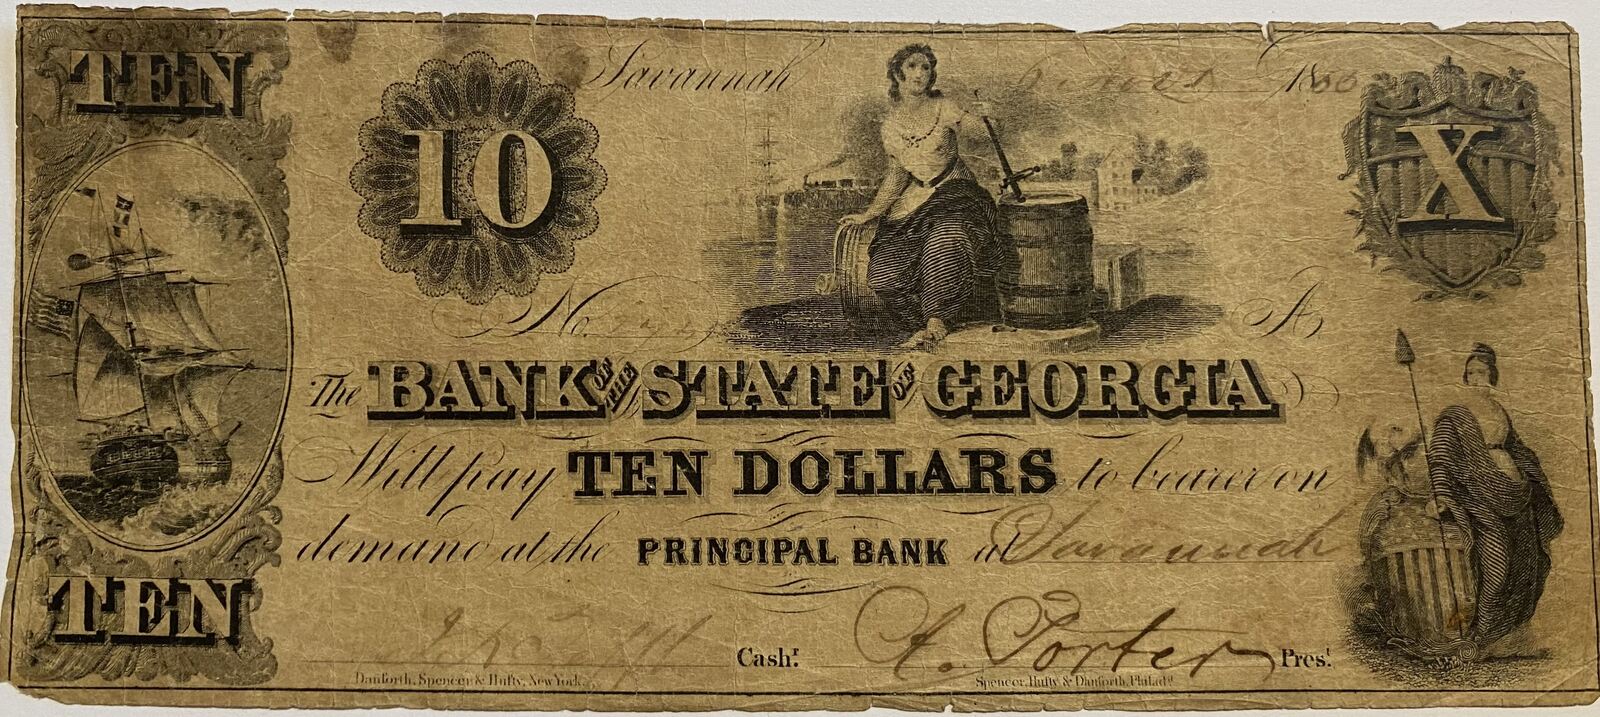 TEN
10
Savannah 18
X
No. A
The BANK OF THE STATE OF GEORGIA
Will pay TEN DOLLARS to bearer on
demand at the PRINCIPAL BANK at Savannah
TEN
Cash.r A. Porter Pres.t
Danforth, Spencer & Hufty, New York. Spencer, Hufty & Danforth, Philad.a